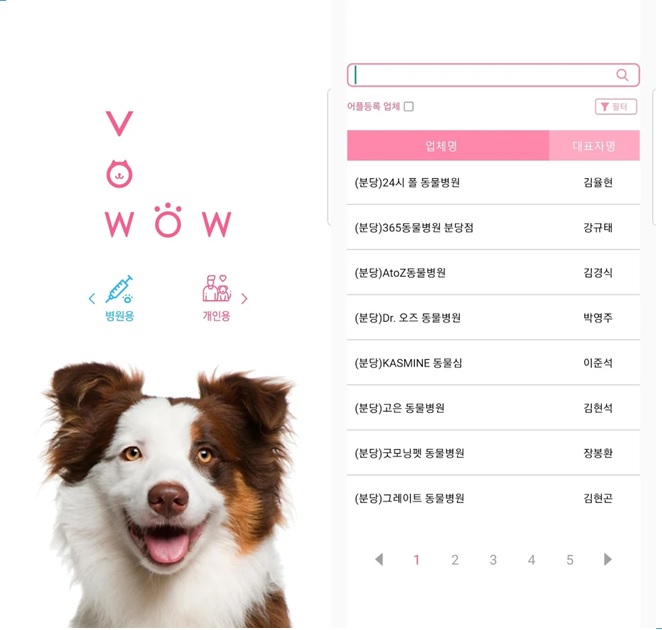 V
O
WOW
병원용
개인용
어플등록 업체
필터
업체명 대표자명
(분당)24시 폴 동물병원 김율현
(분당)365동물병원 분당점 강규태
(분당)AtoZ동물병원 김경식
(분당)Dr. 오즈 동물병원 박영주
(분당)KASMINE 동물심 이준석
(분당)고은 동물병원 김현석
(분당)굿모닝펫 동물병원 장봉환
(분당)그레이트 동물병원 김현곤
1 2 3 4 5